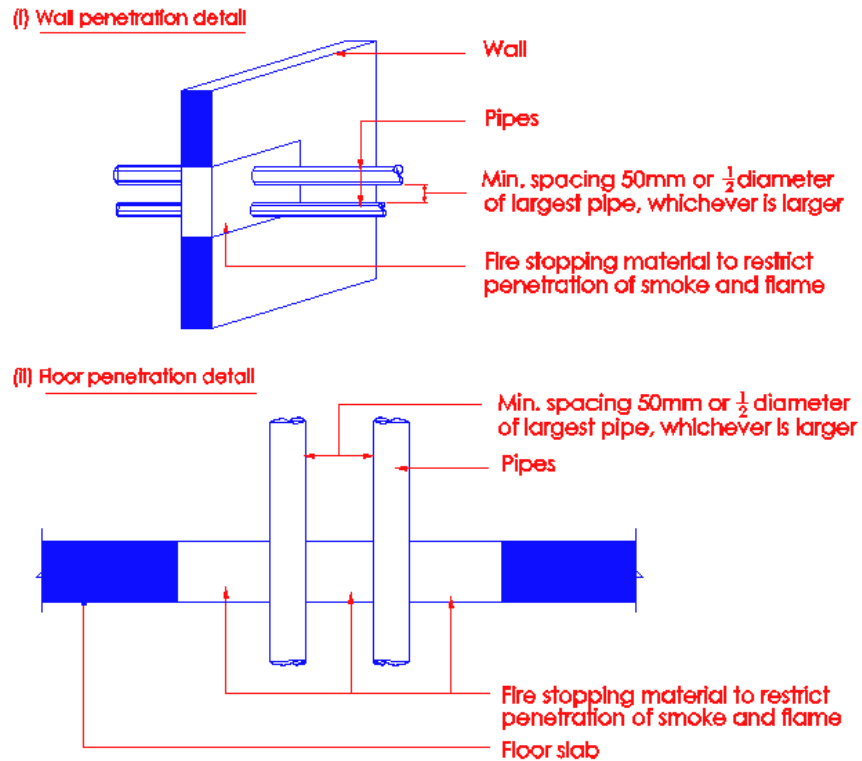 (i) Wall penetration detail
Wall
Pipes
Min. spacing 50mm or ½ diameter
of largest pipe, whichever is larger
Fire stopping material to restrict
penetration of smoke and flame
(ii) Floor penetration detail
Min. spacing 50mm or ½ diameter
of largest pipe, whichever is larger
Pipes
Fire stopping material to restrict
penetration of smoke and flame
Floor slab